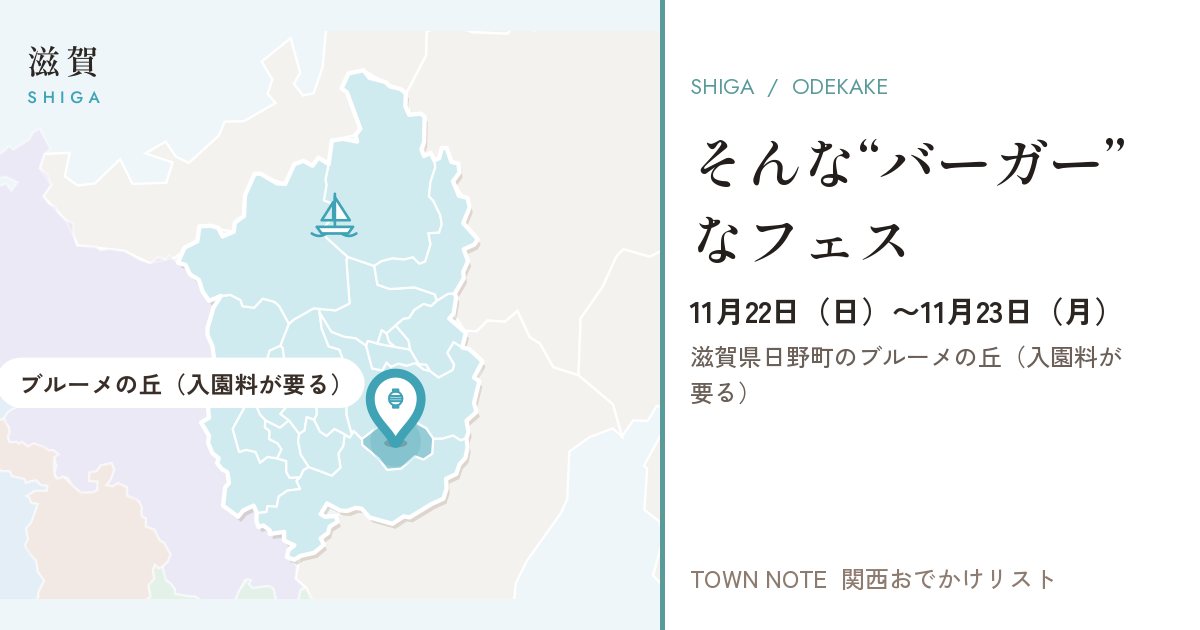 滋賀
SHIGA
ブルーメの丘（入園料が要る）
SHIGA / ODEKAKE
そんな“バーガー”
なフェス
11月22日（日）〜11月23日（月）
滋賀県日野町のブルーメの丘（入園料が
要る）
TOWN NOTE 関西おでかけリスト